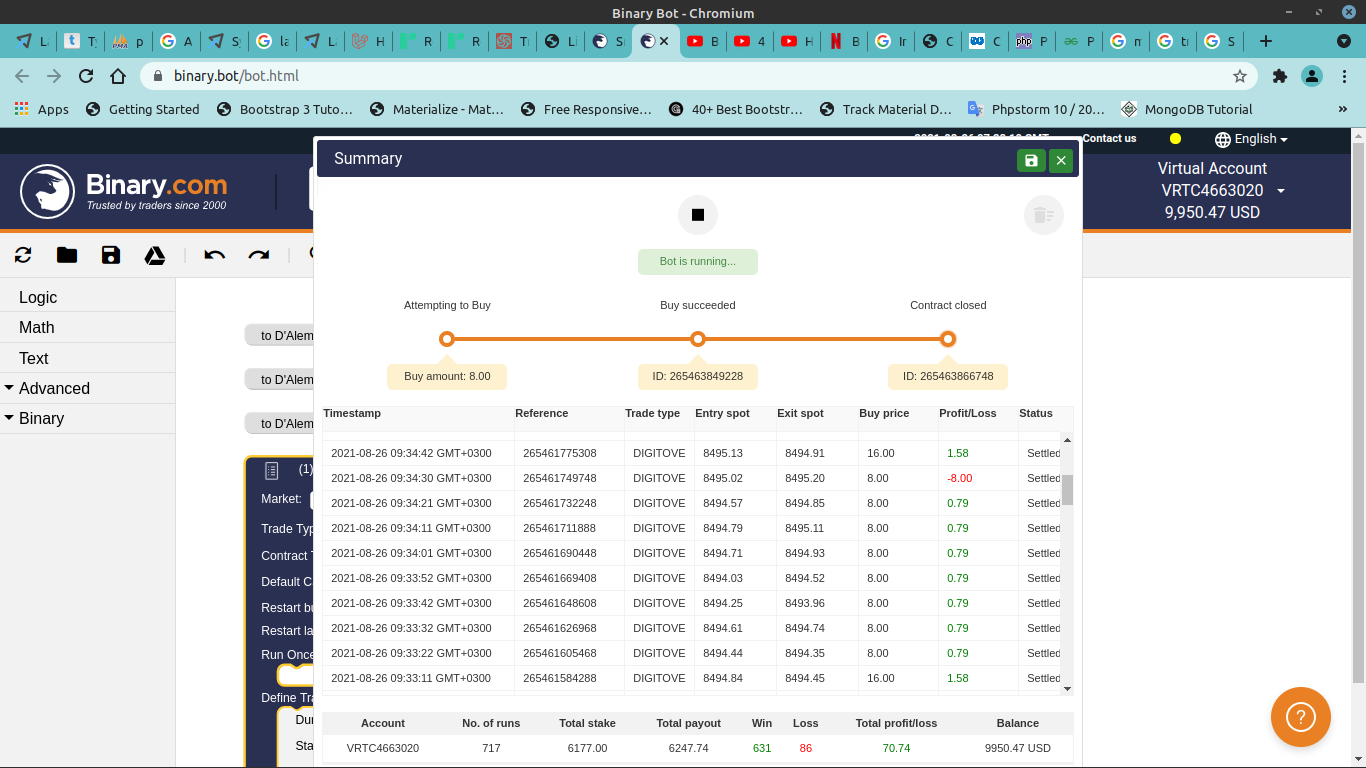 Binary Bot - Chromium
binary.bot/bot.html
Apps Getting Started Bootstrap 3 Tuto… Materialize - Mat… Free Responsive… 40+ Best Bootstr… Track Material D… Phpstorm 10 / 20… MongoDB Tutorial »
Contact us English
Binary.com
Trusted by traders since 2000
Virtual Account
VRTC4663020
9,950.47 USD
Summary
Bot is running...
Logic
Math
Text
Advanced
Binary
to D'Alem
to D'Alem
to D'Alem
(1)
Market:
Trade Typ
Contract T
Default C
Restart bu
Restart la
Run Once
Define Tra
Dur
Sta
Attempting to Buy Buy succeeded Contract closed
Buy amount: 8.00 ID: 265463849228 ID: 265463866748
Timestamp Reference Trade type Entry spot Exit spot Buy price Profit/Loss Status
2021-08-26 09:34:42 GMT+0300 265461775308 DIGITOVE 8495.13 8494.91 16.00 1.58 Settled
2021-08-26 09:34:30 GMT+0300 265461749748 DIGITOVE 8495.02 8495.20 8.00 -8.00 Settled
2021-08-26 09:34:21 GMT+0300 265461732248 DIGITOVE 8494.57 8494.85 8.00 0.79 Settled
2021-08-26 09:34:11 GMT+0300 265461711888 DIGITOVE 8494.79 8495.11 8.00 0.79 Settled
2021-08-26 09:34:01 GMT+0300 265461690448 DIGITOVE 8494.71 8494.93 8.00 0.79 Settled
2021-08-26 09:33:52 GMT+0300 265461669408 DIGITOVE 8494.03 8494.52 8.00 0.79 Settled
2021-08-26 09:33:42 GMT+0300 265461648608 DIGITOVE 8494.25 8493.96 8.00 0.79 Settled
2021-08-26 09:33:32 GMT+0300 265461626968 DIGITOVE 8494.61 8494.74 8.00 0.79 Settled
2021-08-26 09:33:22 GMT+0300 265461605468 DIGITOVE 8494.44 8494.35 8.00 0.79 Settled
2021-08-26 09:33:11 GMT+0300 265461584288 DIGITOVE 8494.84 8494.45 16.00 1.58 Settled
Account No. of runs Total stake Total payout Win Loss Total profit/loss Balance
VRTC4663020 717 6177.00 6247.74 631 86 70.74 9950.47 USD